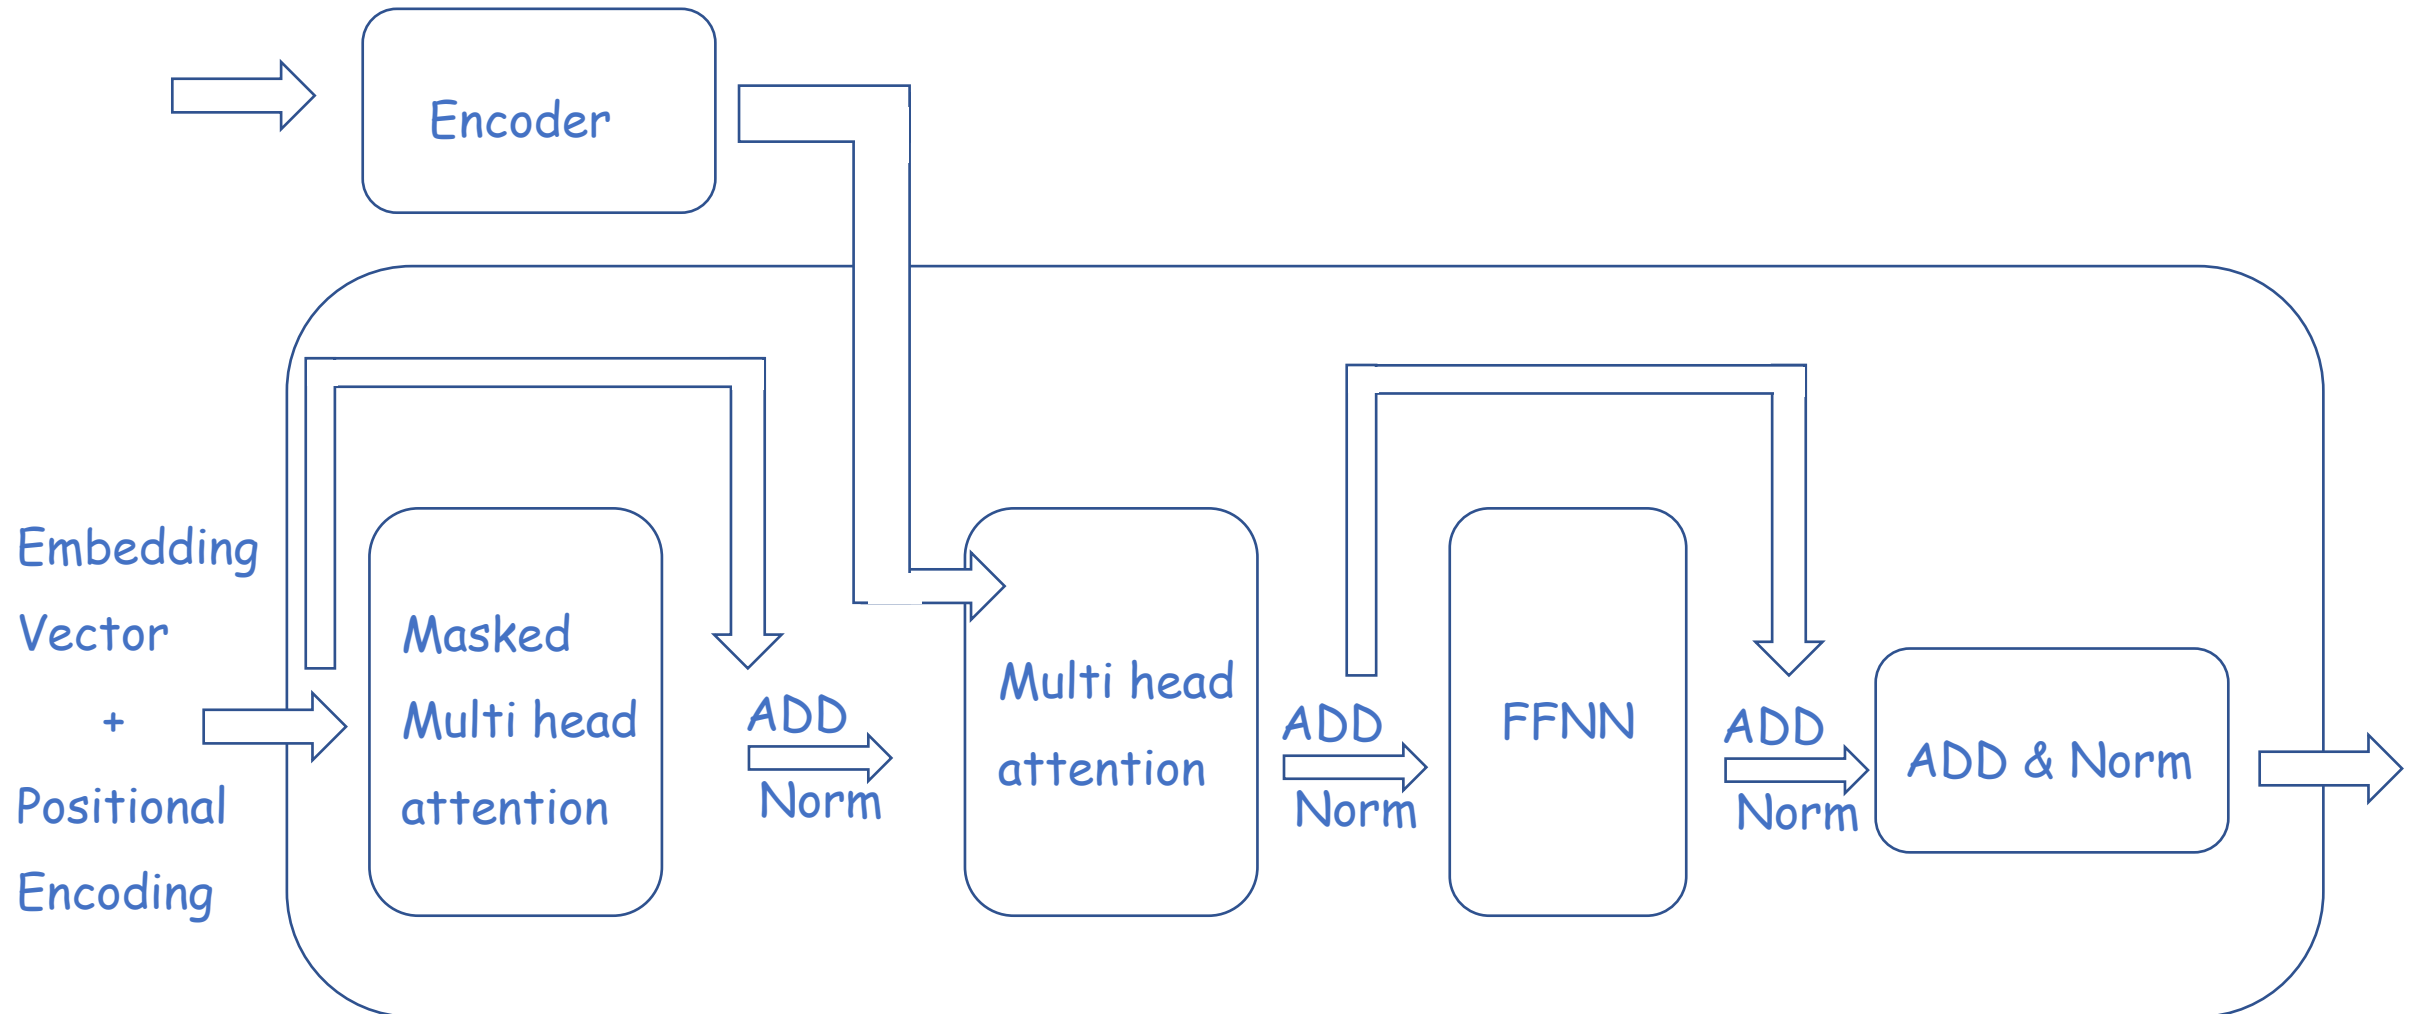 Encoder
Embedding
Vector
+
Positional
Encoding
Masked
Multi head
attention
ADD
Norm
Multi head
attention
ADD
Norm
FFNN
ADD
Norm
ADD & Norm